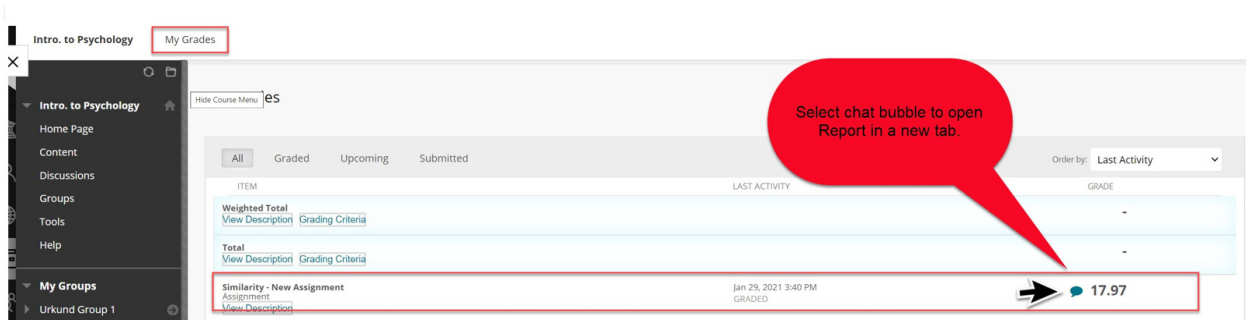 Intro. to Psychology My Grades
Intro. to Psychology
Home Page
Content
Discussions
Groups
Tools
Help
My Groups
Urkund Group 1
Hide Course Menu
es
Select chat bubble to open
Report in a new tab.
All Graded Upcoming Submitted
Order by: Last Activity
ITEM LAST ACTIVITY GRADE
Weighted Total
View Description Grading Criteria
-
Total
View Description Grading Criteria
-
Similarity - New Assignment
Assignment
View Description
Jan 29, 2021 3:40 PM
GRADED
17.97